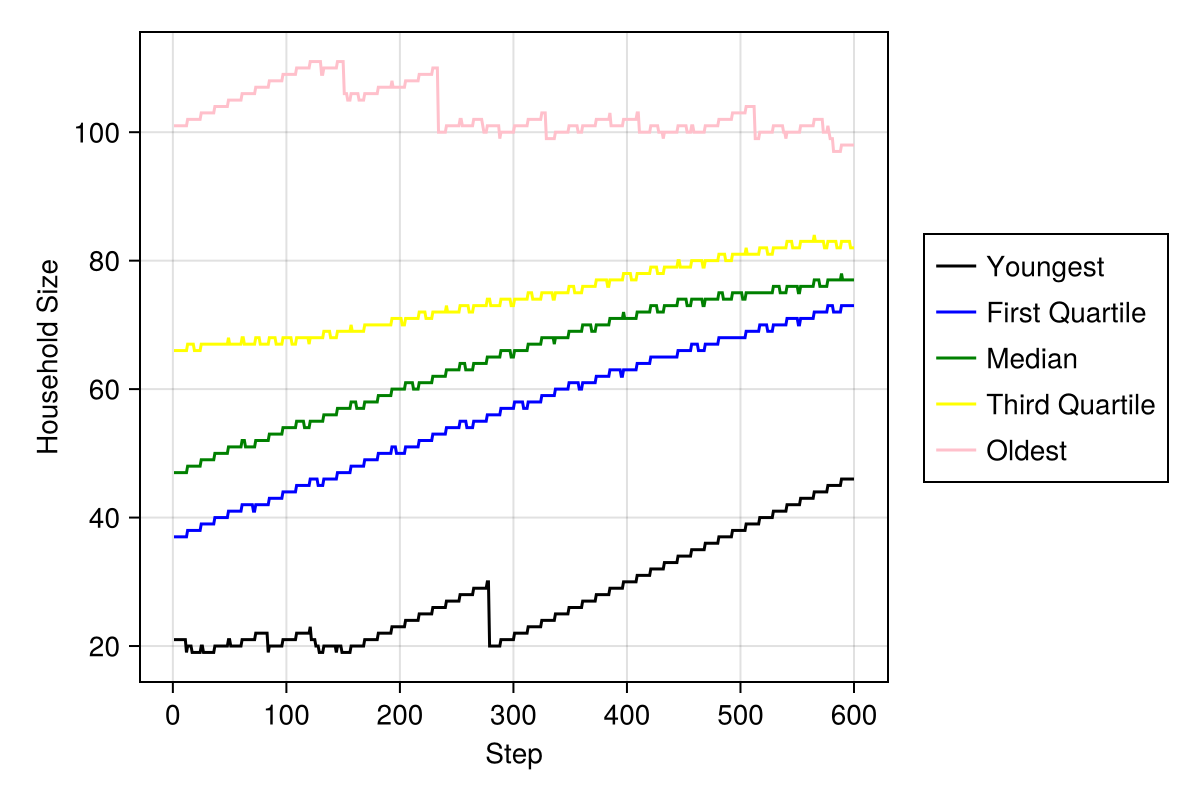 Household Size
100
80
60
40
20
0 100 200 300 400 500 600
Step
Youngest
First Quartile
Median
Third Quartile
Oldest